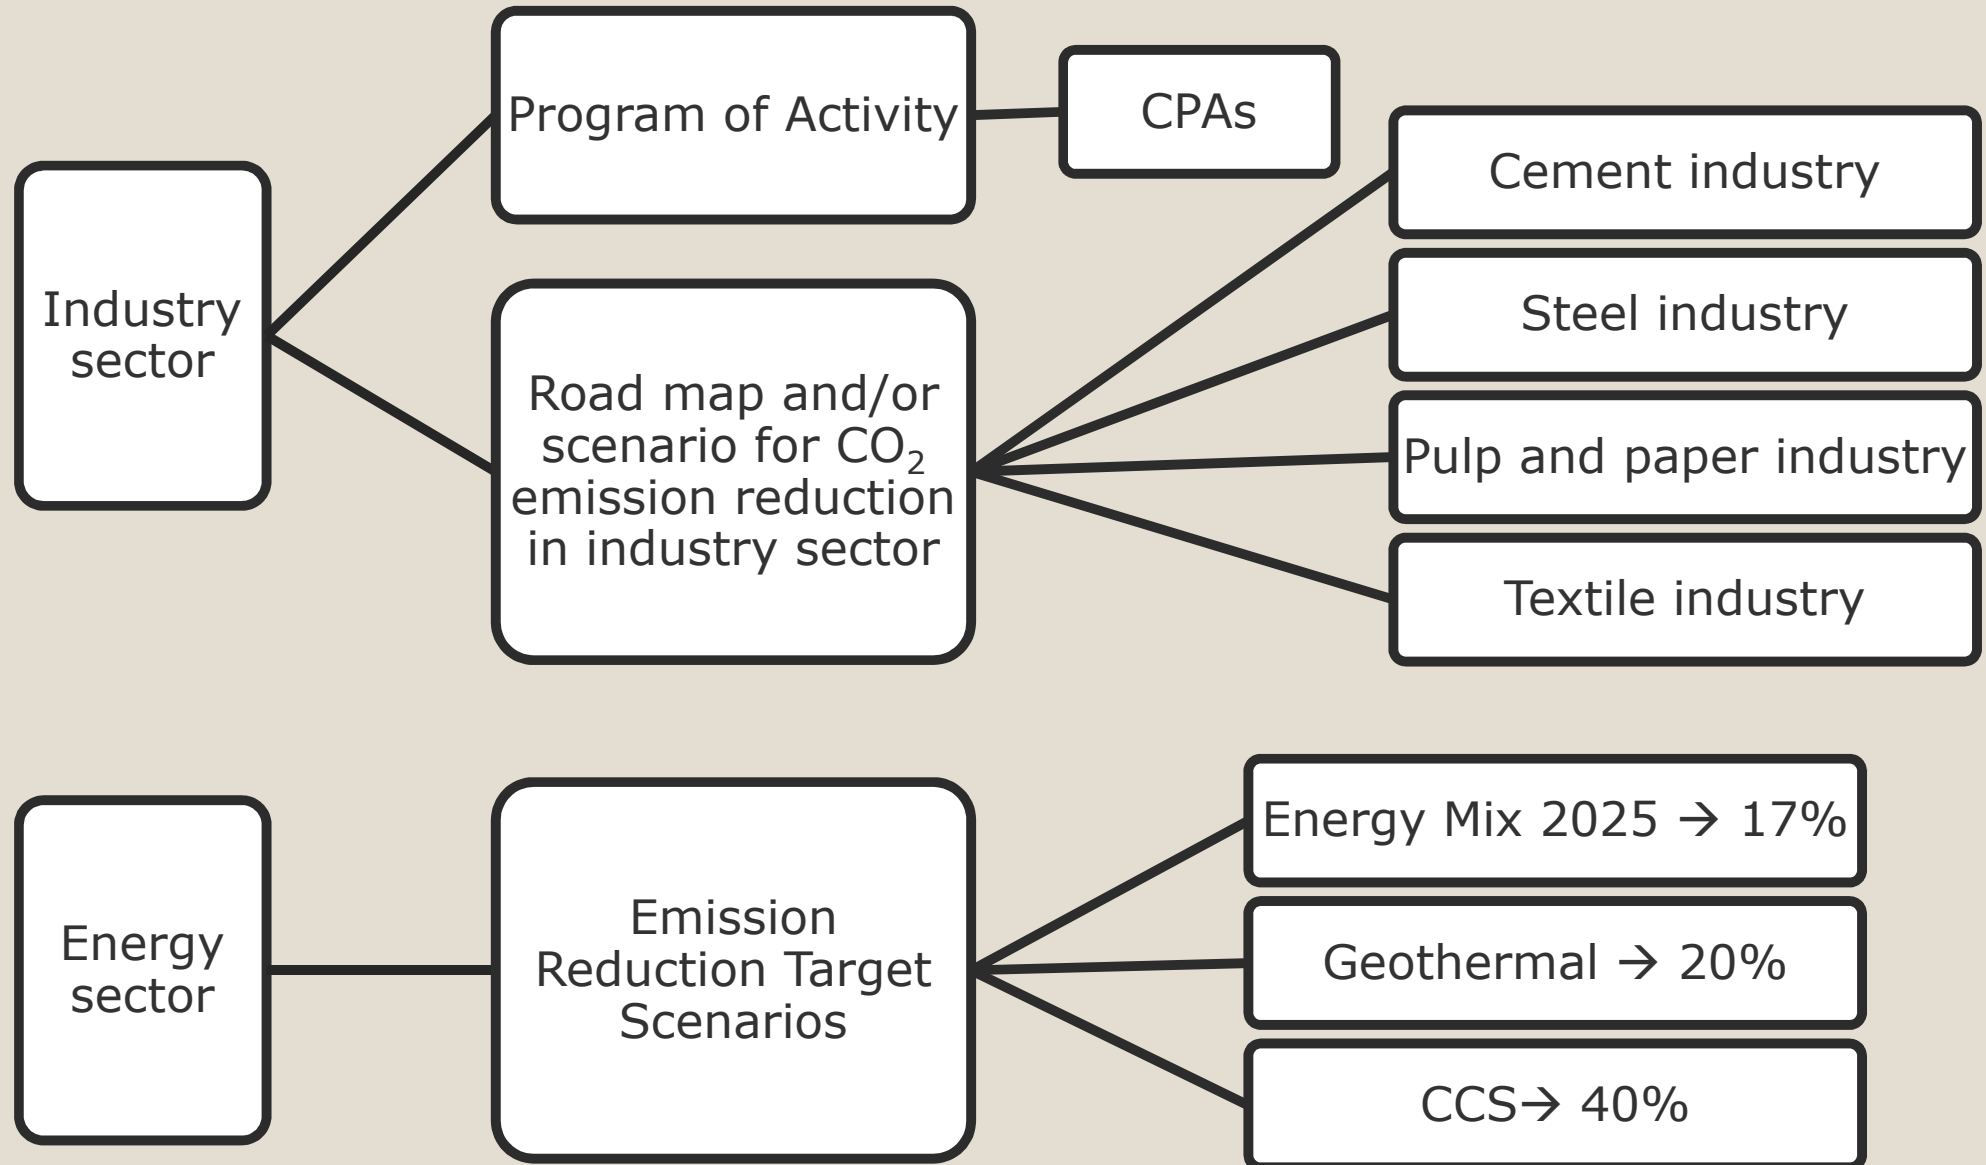 Industry
sector
Program of Activity
CPAs
Road map and/or
scenario for CO₂
emission reduction
in industry sector
Cement industry
Steel industry
Pulp and paper industry
Textile industry
Energy
sector
Emission
Reduction Target
Scenarios
Energy Mix 2025 → 17%
Geothermal → 20%
CCS→ 40%